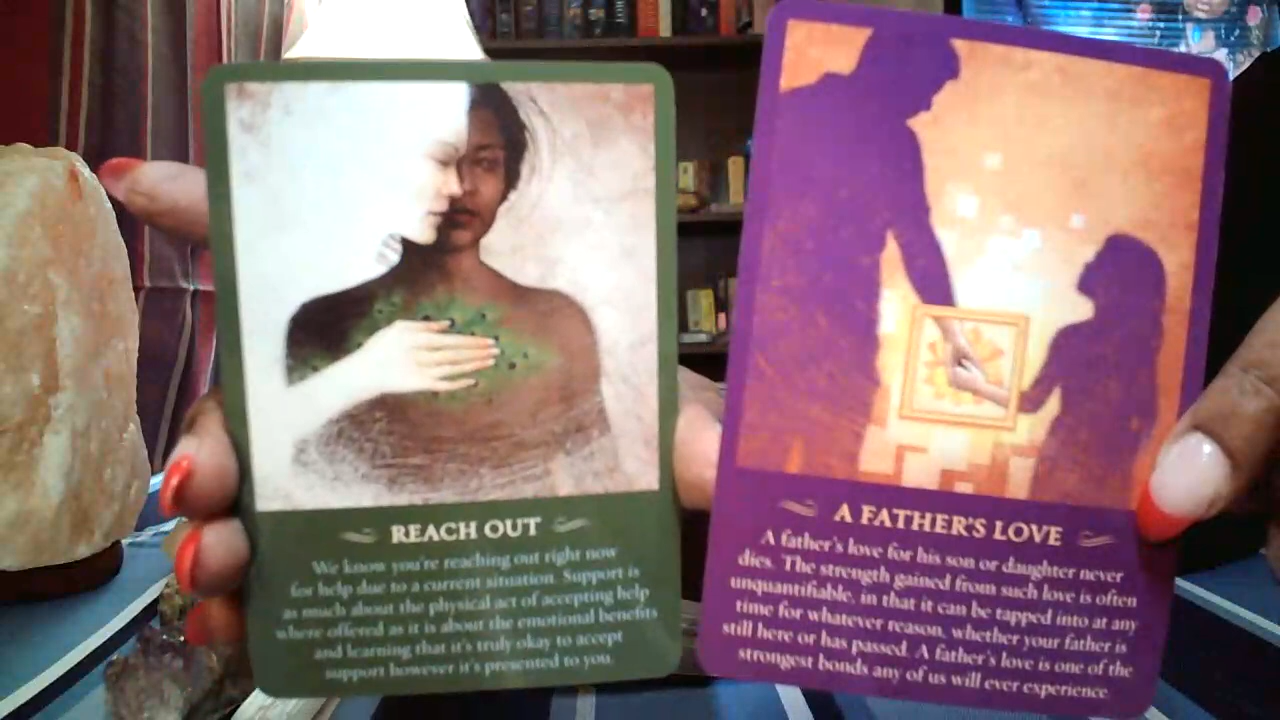 REACH OUT
We know you're reaching out right now
for help due to a current situation. Support is
as much about the physical act of accepting help
where offered as it is about the emotional benefits
and learning that it's truly okay to accept
support however it's presented to you.
A FATHER'S LOVE
A father's love for his son or daughter never
dies. The strength gained from such love is often
unquantifiable, in that it can be tapped into at any
time for whatever reason, whether your father is
still here or has passed. A father's love is one of the
strongest bonds any of us will ever experience.